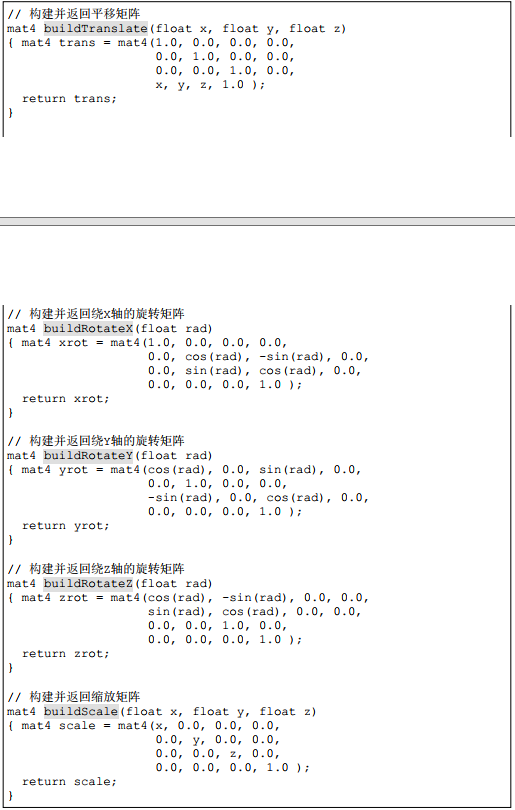 // 构建并返回平移矩阵
mat4 buildTranslate(float x, float y, float z)
{ mat4 trans = mat4(1.0, 0.0, 0.0, 0.0,
0.0, 1.0, 0.0, 0.0,
0.0, 0.0, 1.0, 0.0,
x, y, z, 1.0 );
return trans;
}
// 构建并返回绕X轴的旋转矩阵
mat4 buildRotateX(float rad)
{ mat4 xrot = mat4(1.0, 0.0, 0.0, 0.0,
0.0, cos(rad), -sin(rad), 0.0,
0.0, sin(rad), cos(rad), 0.0,
0.0, 0.0, 0.0, 1.0 );
return xrot;
}
// 构建并返回绕Y轴的旋转矩阵
mat4 buildRotateY(float rad)
{ mat4 yrot = mat4(cos(rad), 0.0, sin(rad), 0.0,
0.0, 1.0, 0.0, 0.0,
-sin(rad), 0.0, cos(rad), 0.0,
0.0, 0.0, 0.0, 1.0 );
return yrot;
}
// 构建并返回绕Z轴的旋转矩阵
mat4 buildRotateZ(float rad)
{ mat4 zrot = mat4(cos(rad), -sin(rad), 0.0, 0.0,
sin(rad), cos(rad), 0.0, 0.0,
0.0, 0.0, 1.0, 0.0,
0.0, 0.0, 0.0, 1.0 );
return zrot;
}
// 构建并返回缩放矩阵
mat4 buildScale(float x, float y, float z)
{ mat4 scale = mat4(x, 0.0, 0.0, 0.0,
0.0, y, 0.0, 0.0,
0.0, 0.0, z, 0.0,
0.0, 0.0, 0.0, 1.0 );
return scale;
}